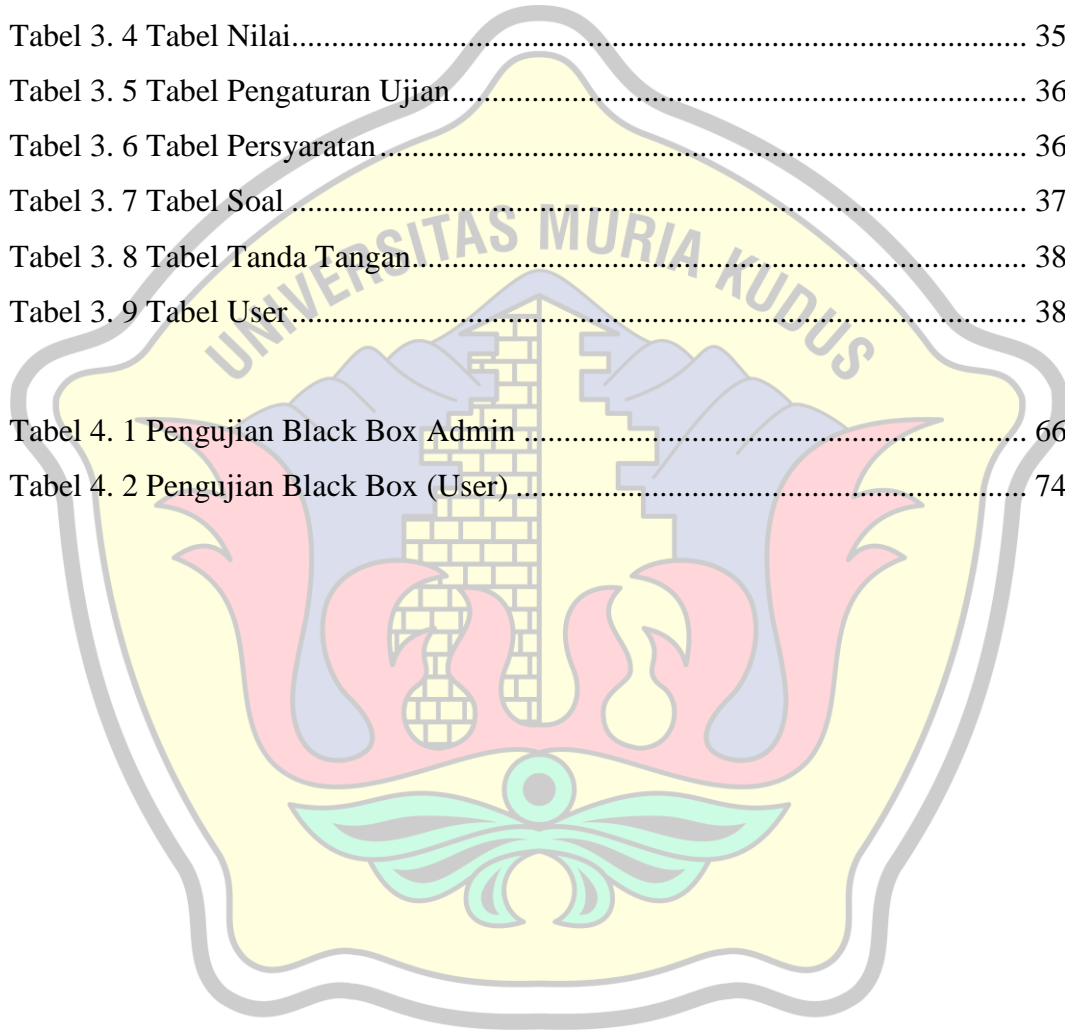 Tabel 3. 4 Tabel Nilai.......................................................................................... 35
Tabel 3. 5 Tabel Pengaturan Ujian...................................................................... 36
Tabel 3. 6 Tabel Persyaratan............................................................................... 36
Tabel 3. 7 Tabel Soal .......................................................................................... 37
Tabel 3. 8 Tabel Tanda Tangan........................................................................... 38
Tabel 3. 9 Tabel User.......................................................................................... 38
Tabel 4. 1 Pengujian Black Box Admin ............................................................. 66
Tabel 4. 2 Pengujian Black Box (User) .............................................................. 74
UNIVERSITAS MURIA KUDUS